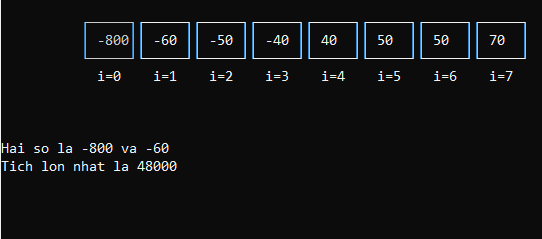 -800 -60 -50 -40 40 50 50 70
i=0 i=1 i=2 i=3 i=4 i=5 i=6 i=7
Hai so la -800 va -60
Tich lon nhat la 48000